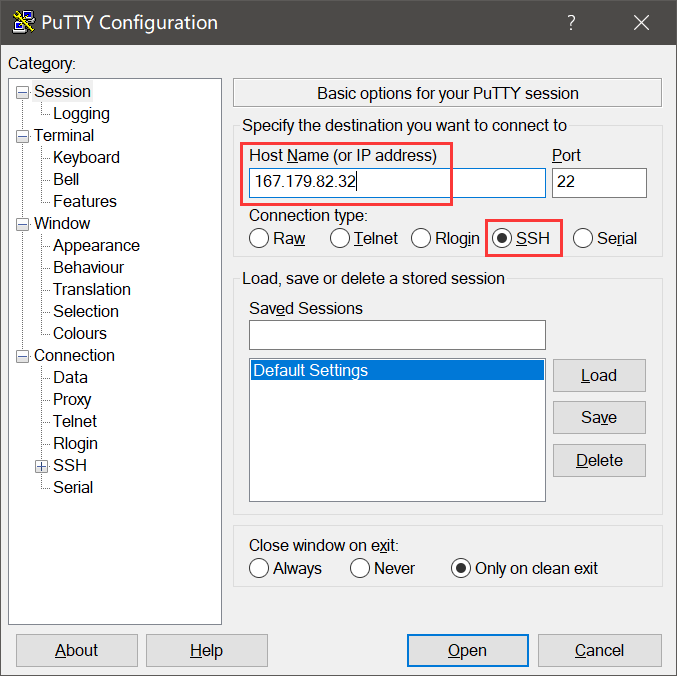 PuTTY Configuration
?
Category:
Session
Logging
Terminal
Keyboard
Bell
Features
Window
Appearance
Behaviour
Translation
Selection
Colours
Connection
Data
Proxy
Telnet
Rlogin
SSH
Serial
Basic options for your PuTTY session
Specify the destination you want to connect to
Host Name (or IP address) Port
167.179.82.32 22
Connection type:
Raw Telnet Rlogin SSH Serial
Load, save or delete a stored session
Saved Sessions
Default Settings
Load
Save
Delete
Close window on exit:
Always Never Only on clean exit
About Help Open Cancel